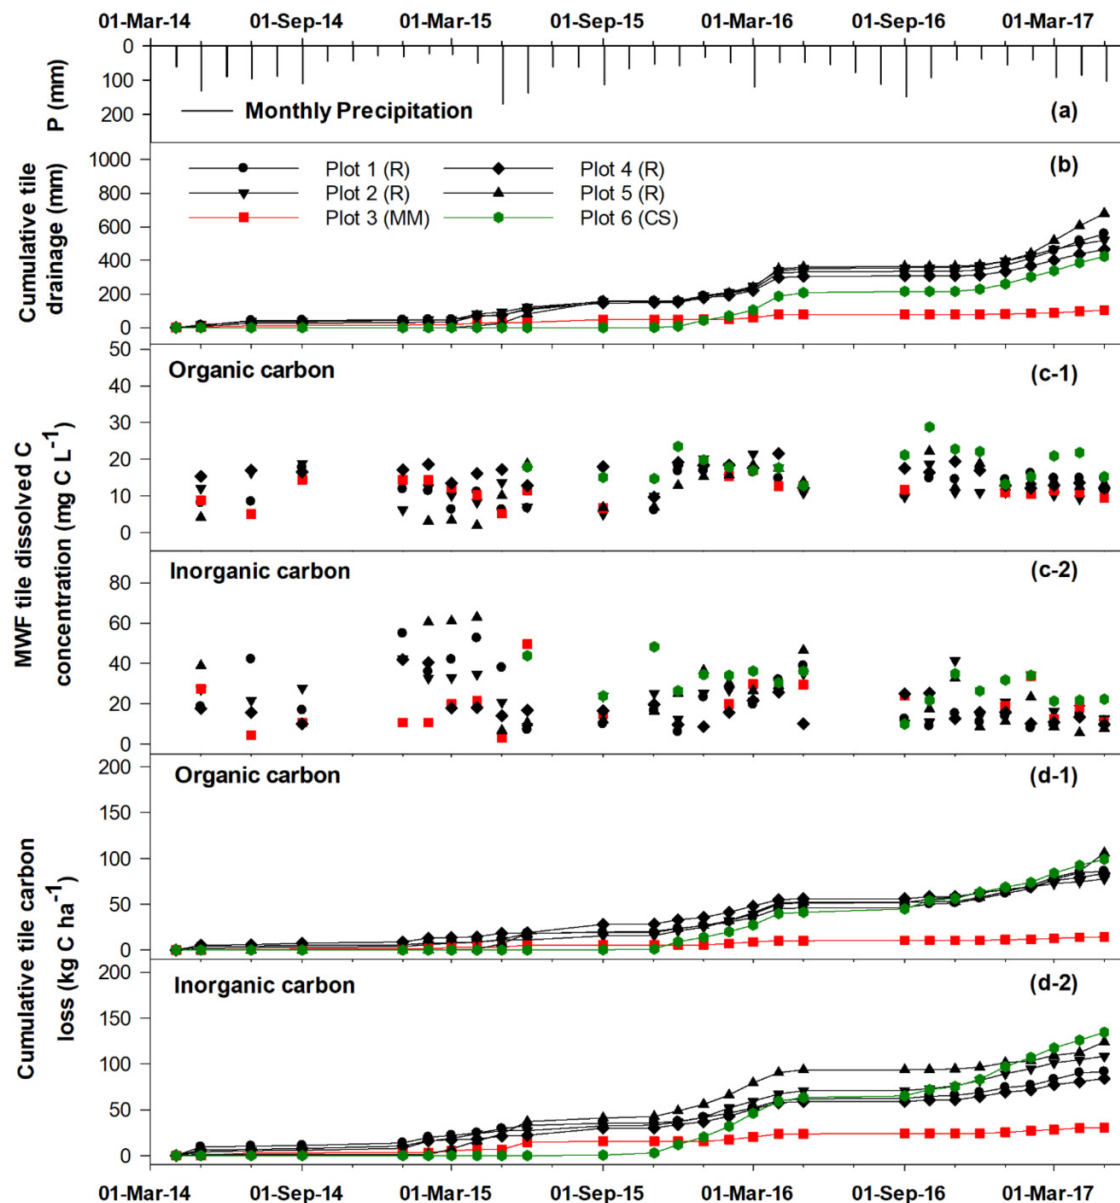 01-Mar-14 01-Sep-14 01-Mar-15 01-Sep-15 01-Mar-16 01-Sep-16 01-Mar-17
P (mm)
0
100
200
Monthly Precipitation
(a)
Cumulative tile
drainage (mm)
1000
800
600
400
200
0
Plot 1 (R)
Plot 2 (R)
Plot 3 (MM)
Plot 4 (R)
Plot 5 (R)
Plot 6 (CS)
(b)
MWF tile dissolved C
concentration (mg C L⁻¹)
50
40
30
20
10
0
Organic carbon
(c-1)
80
60
40
20
0
Inorganic carbon
(c-2)
Cumulative tile carbon
loss (kg C ha⁻¹)
200
150
100
50
0
Organic carbon
(d-1)
200
150
100
50
0
Inorganic carbon
(d-2)
01-Mar-14 01-Sep-14 01-Mar-15 01-Sep-15 01-Mar-16 01-Sep-16 01-Mar-17